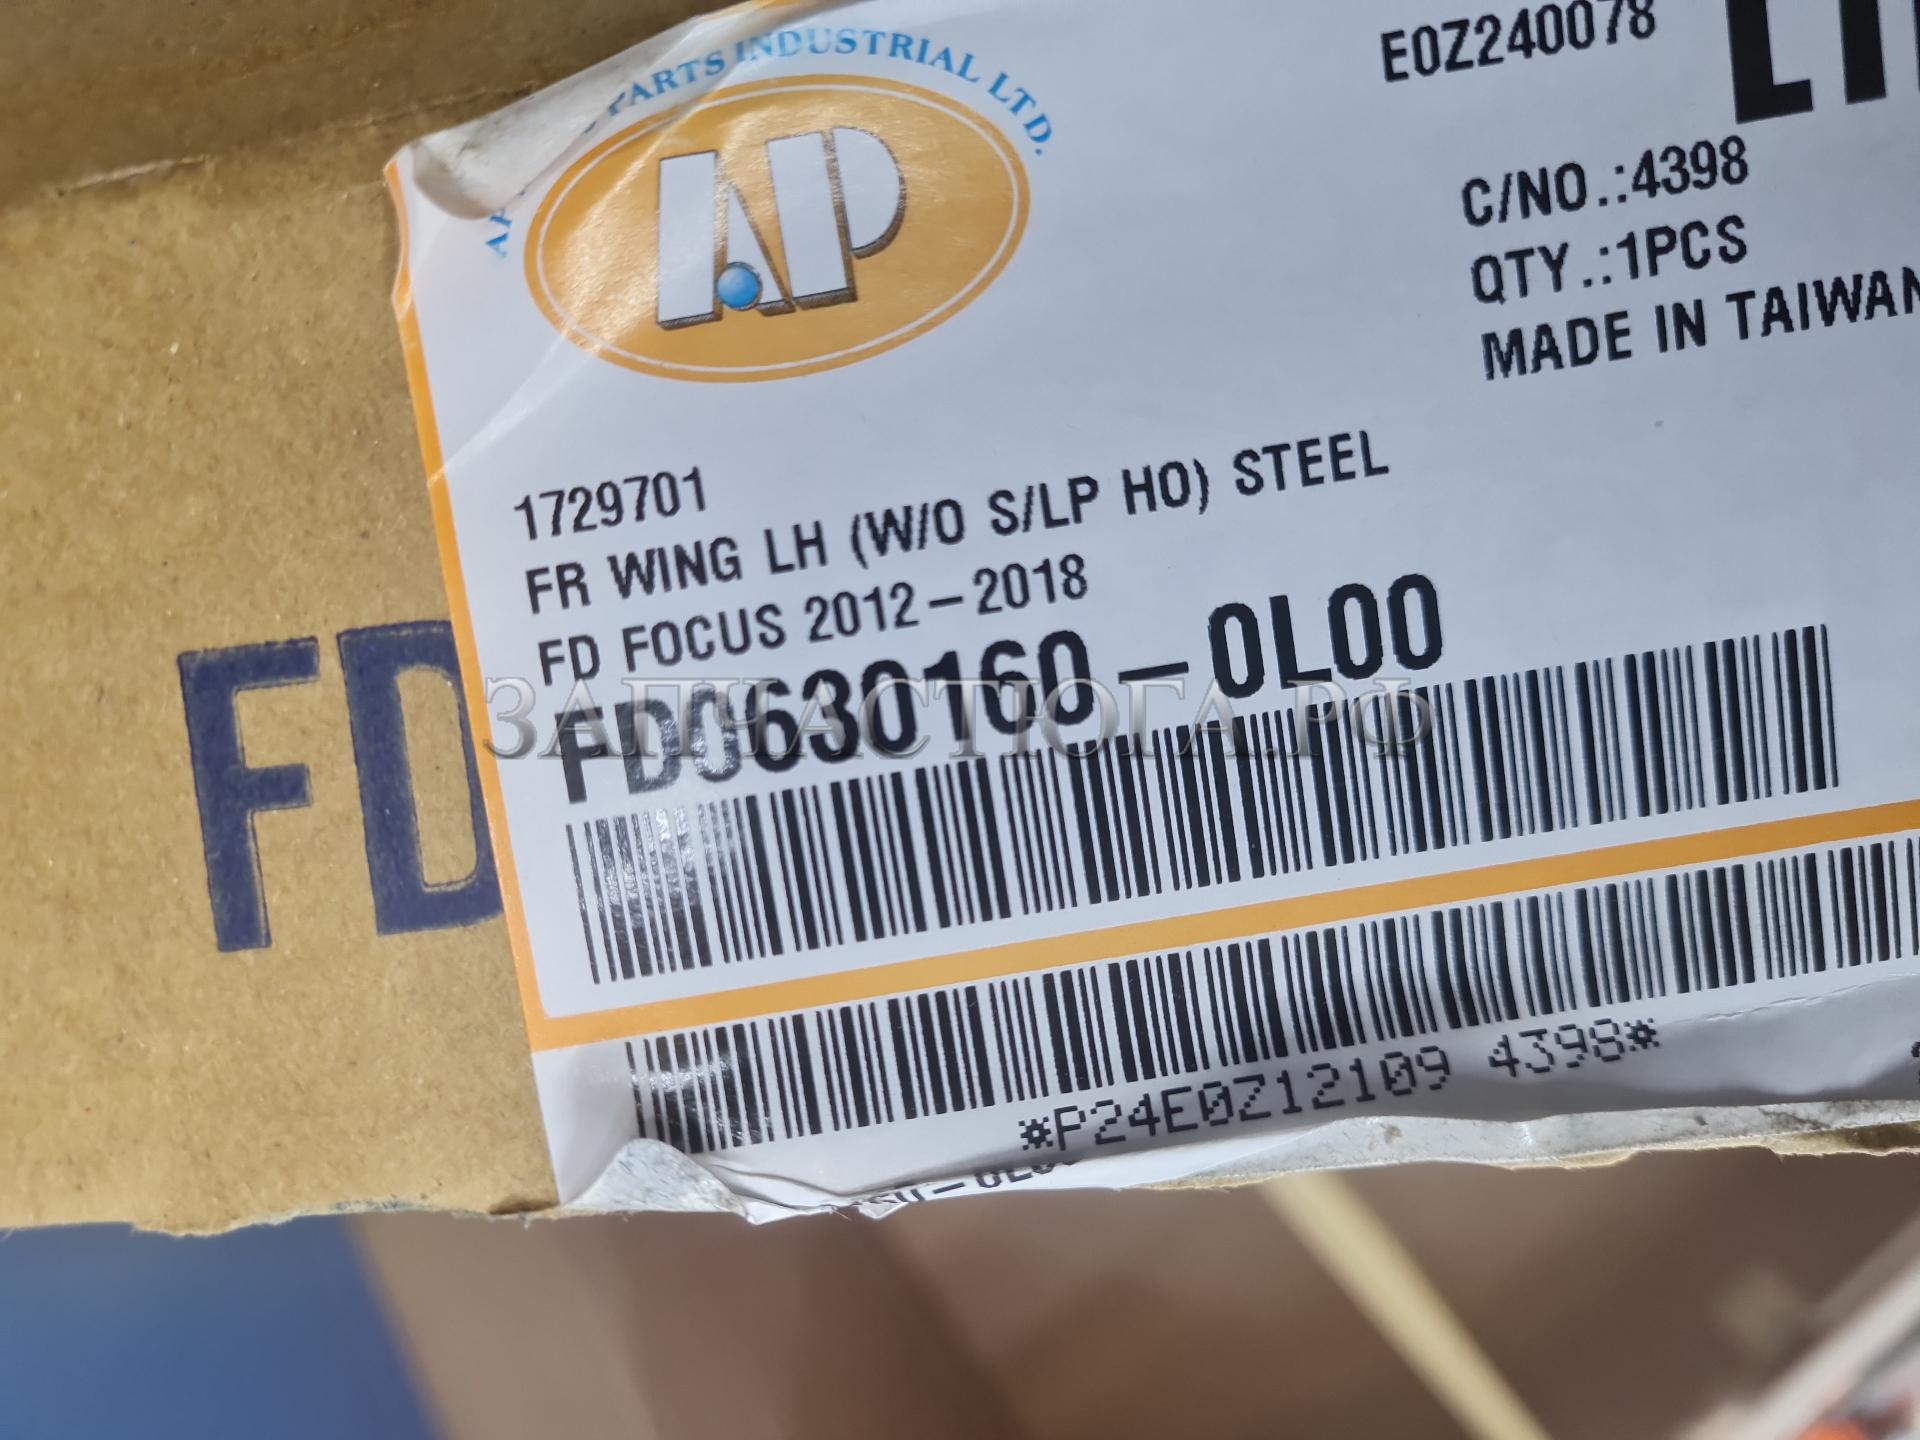 PARTS INDUSTRIAL LTD.
AP
E0Z240078
C/NO.:4398
QTY.:1PCS
MADE IN TAIWAN
1729701
FR WING LH (W/O S/LP HO) STEEL
FD FOCUS 2012-2018
FD0630160-0L00
ЗАПЧАСТЮГА.РФ
FD
*P24E0Z12109 4398*